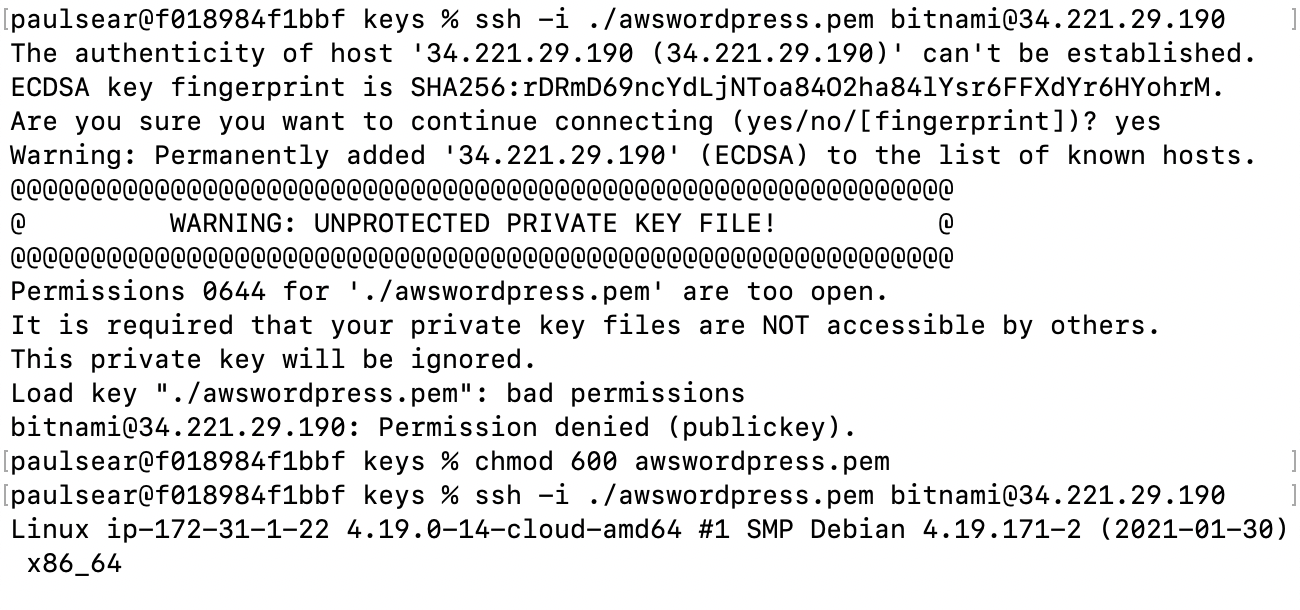 [paulsear@f018984f1bbf keys % ssh -i ./awswordpress.pem bitnami@34.221.29.190 ]
The authenticity of host '34.221.29.190 (34.221.29.190)' can't be established.
ECDSA key fingerprint is SHA256:rDRmD69ncYdLjNToa84O2ha84lYsr6FFXdYr6HYohrM.
Are you sure you want to continue connecting (yes/no/[fingerprint])? yes
Warning: Permanently added '34.221.29.190' (ECDSA) to the list of known hosts.
@@@@@@@@@@@@@@@@@@@@@@@@@@@@@@@@@@@@@@@@@@@@@@@@@@@@@@@@@@@
@         WARNING: UNPROTECTED PRIVATE KEY FILE!          @
@@@@@@@@@@@@@@@@@@@@@@@@@@@@@@@@@@@@@@@@@@@@@@@@@@@@@@@@@@@
Permissions 0644 for './awswordpress.pem' are too open.
It is required that your private key files are NOT accessible by others.
This private key will be ignored.
Load key "./awswordpress.pem": bad permissions
bitnami@34.221.29.190: Permission denied (publickey).
[paulsear@f018984f1bbf keys % chmod 600 awswordpress.pem ]
[paulsear@f018984f1bbf keys % ssh -i ./awswordpress.pem bitnami@34.221.29.190 ]
Linux ip-172-31-1-22 4.19.0-14-cloud-amd64 #1 SMP Debian 4.19.171-2 (2021-01-30)
 x86_64